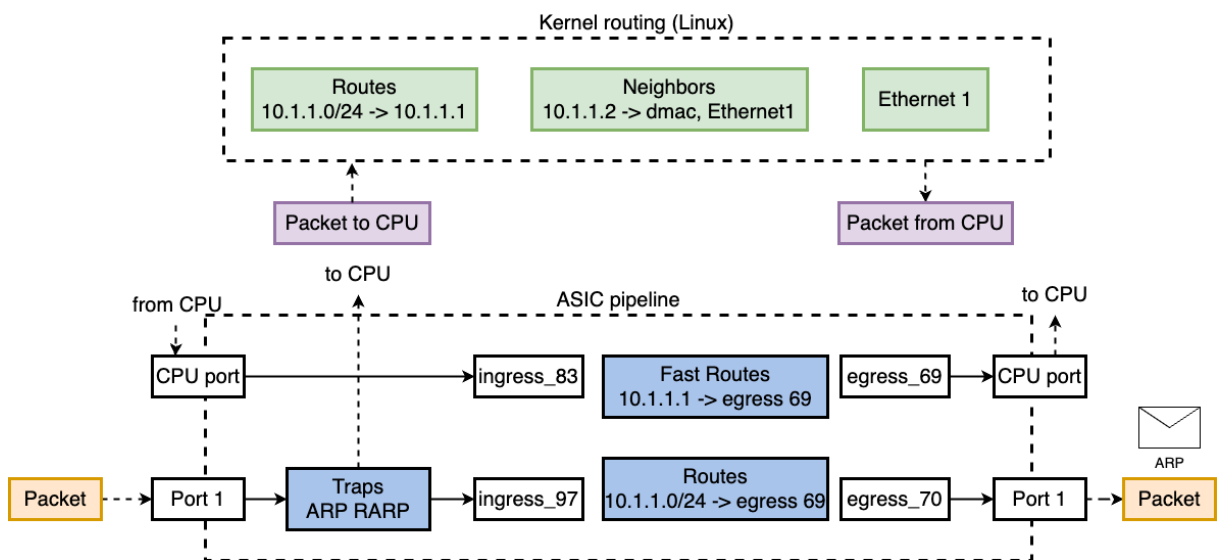 Kernel routing (Linux)
Routes
10.1.1.0/24 -> 10.1.1.1
Neighbors
10.1.1.2 -> dmac, Ethernet1
Ethernet 1
Packet to CPU
Packet from CPU
to CPU
from CPU
ASIC pipeline
to CPU
CPU port
ingress_83
Fast Routes
10.1.1.1 -> egress 69
egress_69
CPU port
ARP
Packet
Port 1
Traps
ARP RARP
ingress_97
Routes
10.1.1.0/24 -> egress 69
egress_70
Port 1
Packet